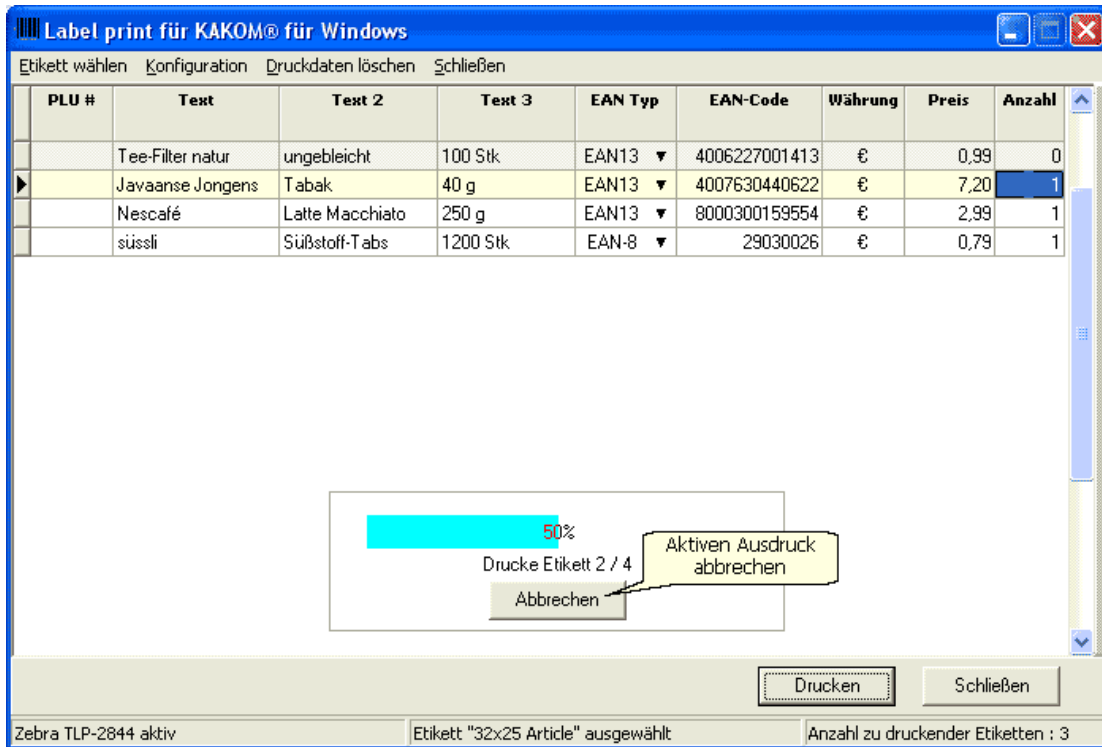 Label print für KAKOM® für Windows
Etikett wählen Konfiguration Druckdaten löschen Schließen
PLU # Text Text 2 Text 3 EAN Typ EAN-Code Währung Preis Anzahl
Tee-Filter natur ungebleicht 100 Stk EAN13 4006227001413 € 0,99 0
Javaanse Jongens Tabak 40 g EAN13 4007630440622 € 7,20 1
Nescafé Latte Macchiato 250 g EAN13 8000300159554 € 2,99 1
süssli Süßstoff-Tabs 1200 Stk EAN-8 29030026 € 0,79 1
50%
Drucke Etikett 2 / 4
Aktiven Ausdruck
abbrechen
Abbrechen
Drucken Schließen
Zebra TLP-2844 aktiv Etikett "32x25 Article" ausgewählt Anzahl zu druckender Etiketten : 3